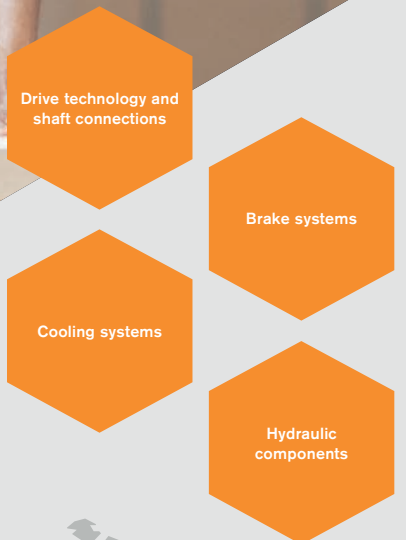 Drive technology and
shaft connections
Brake systems
Cooling systems
Hydraulic
components